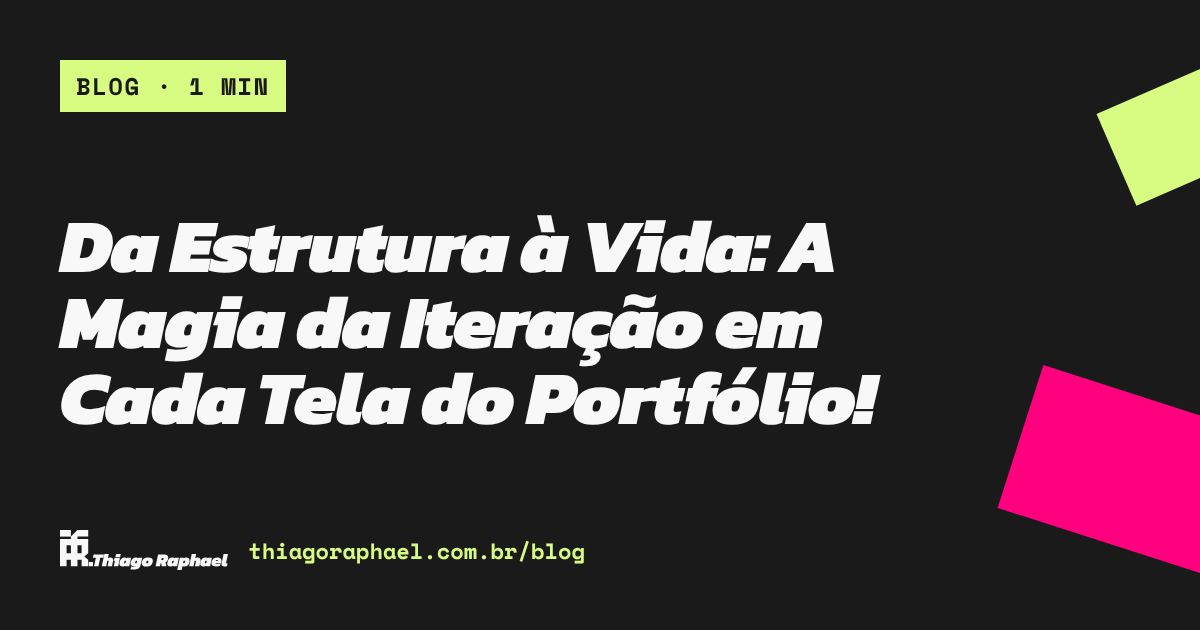 BLOG · 1 MIN
Da Estrutura à Vida: A
Magia da Iteração em
Cada Tela do Portfólio!
.Thiago Raphael
thiagoraphael.com.br/blog